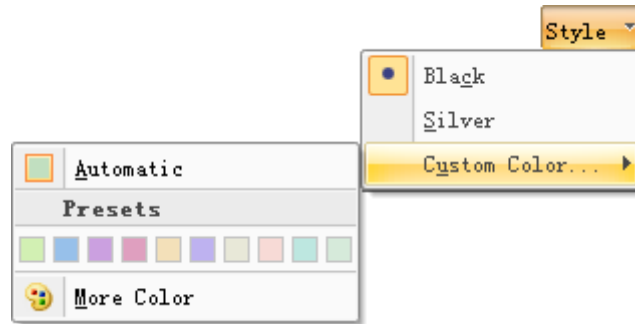 Style
Black
Silver
Custom Color...
Automatic
Presets
More Color